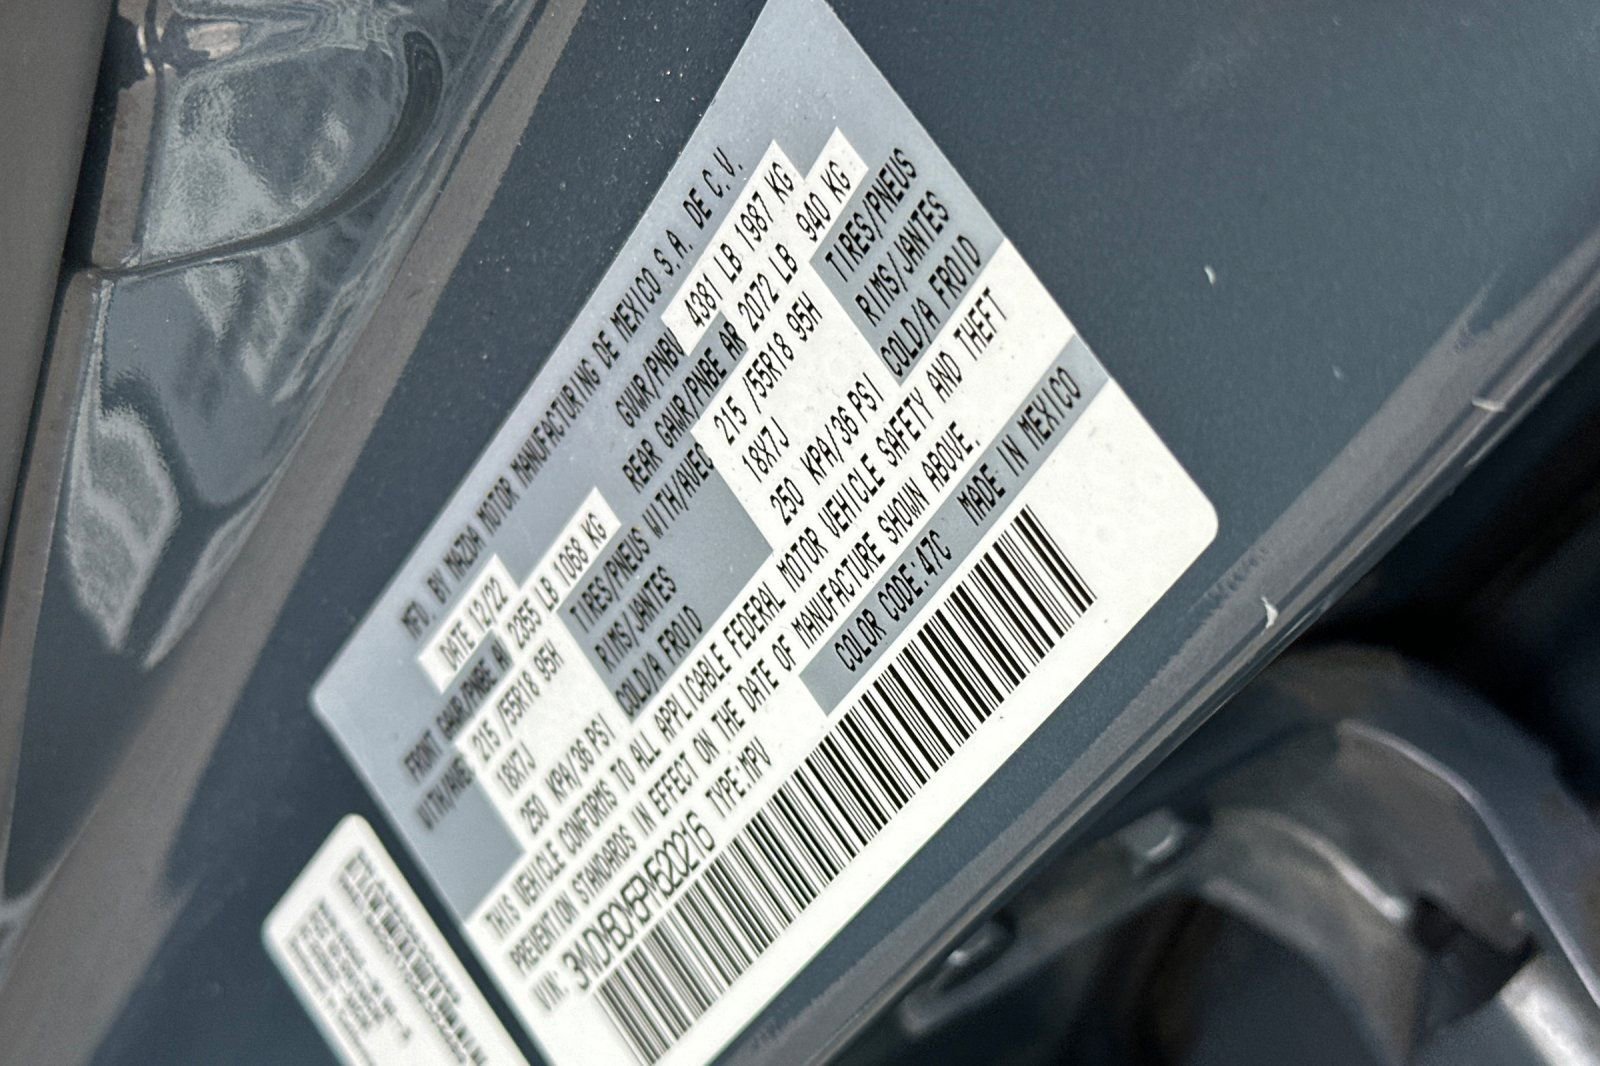 MFD. BY MAZDA MOTOR MANUFACTURING DE MEXICO S.A. DE C.V.
DATE 12/22 GVWR/PNBV 4381 LB 1987 KG
FRONT GAWR/PNBE AV 2355 LB 1068 KG REAR GAWR/PNBE AR 2072 LB 940 KG
WITH/AVEC 215 /55R18 95H TIRES/PNEUS WITH/AVEC 215 /55R18 95H TIRES/PNEUS
18X7J RIMS/JANTES 18X7J RIMS/JANTES
250 KPA/36 PSI COLD/A FROID 250 KPA/36 PSI COLD/A FROID
THIS VEHICLE CONFORMS TO ALL APPLICABLE FEDERAL MOTOR VEHICLE SAFETY AND THEFT
PREVENTION STANDARDS IN EFFECT ON THE DATE OF MANUFACTURE SHOWN ABOVE.
VIN: TYPE:MPV COLOR CODE:47C MADE IN MEXICO